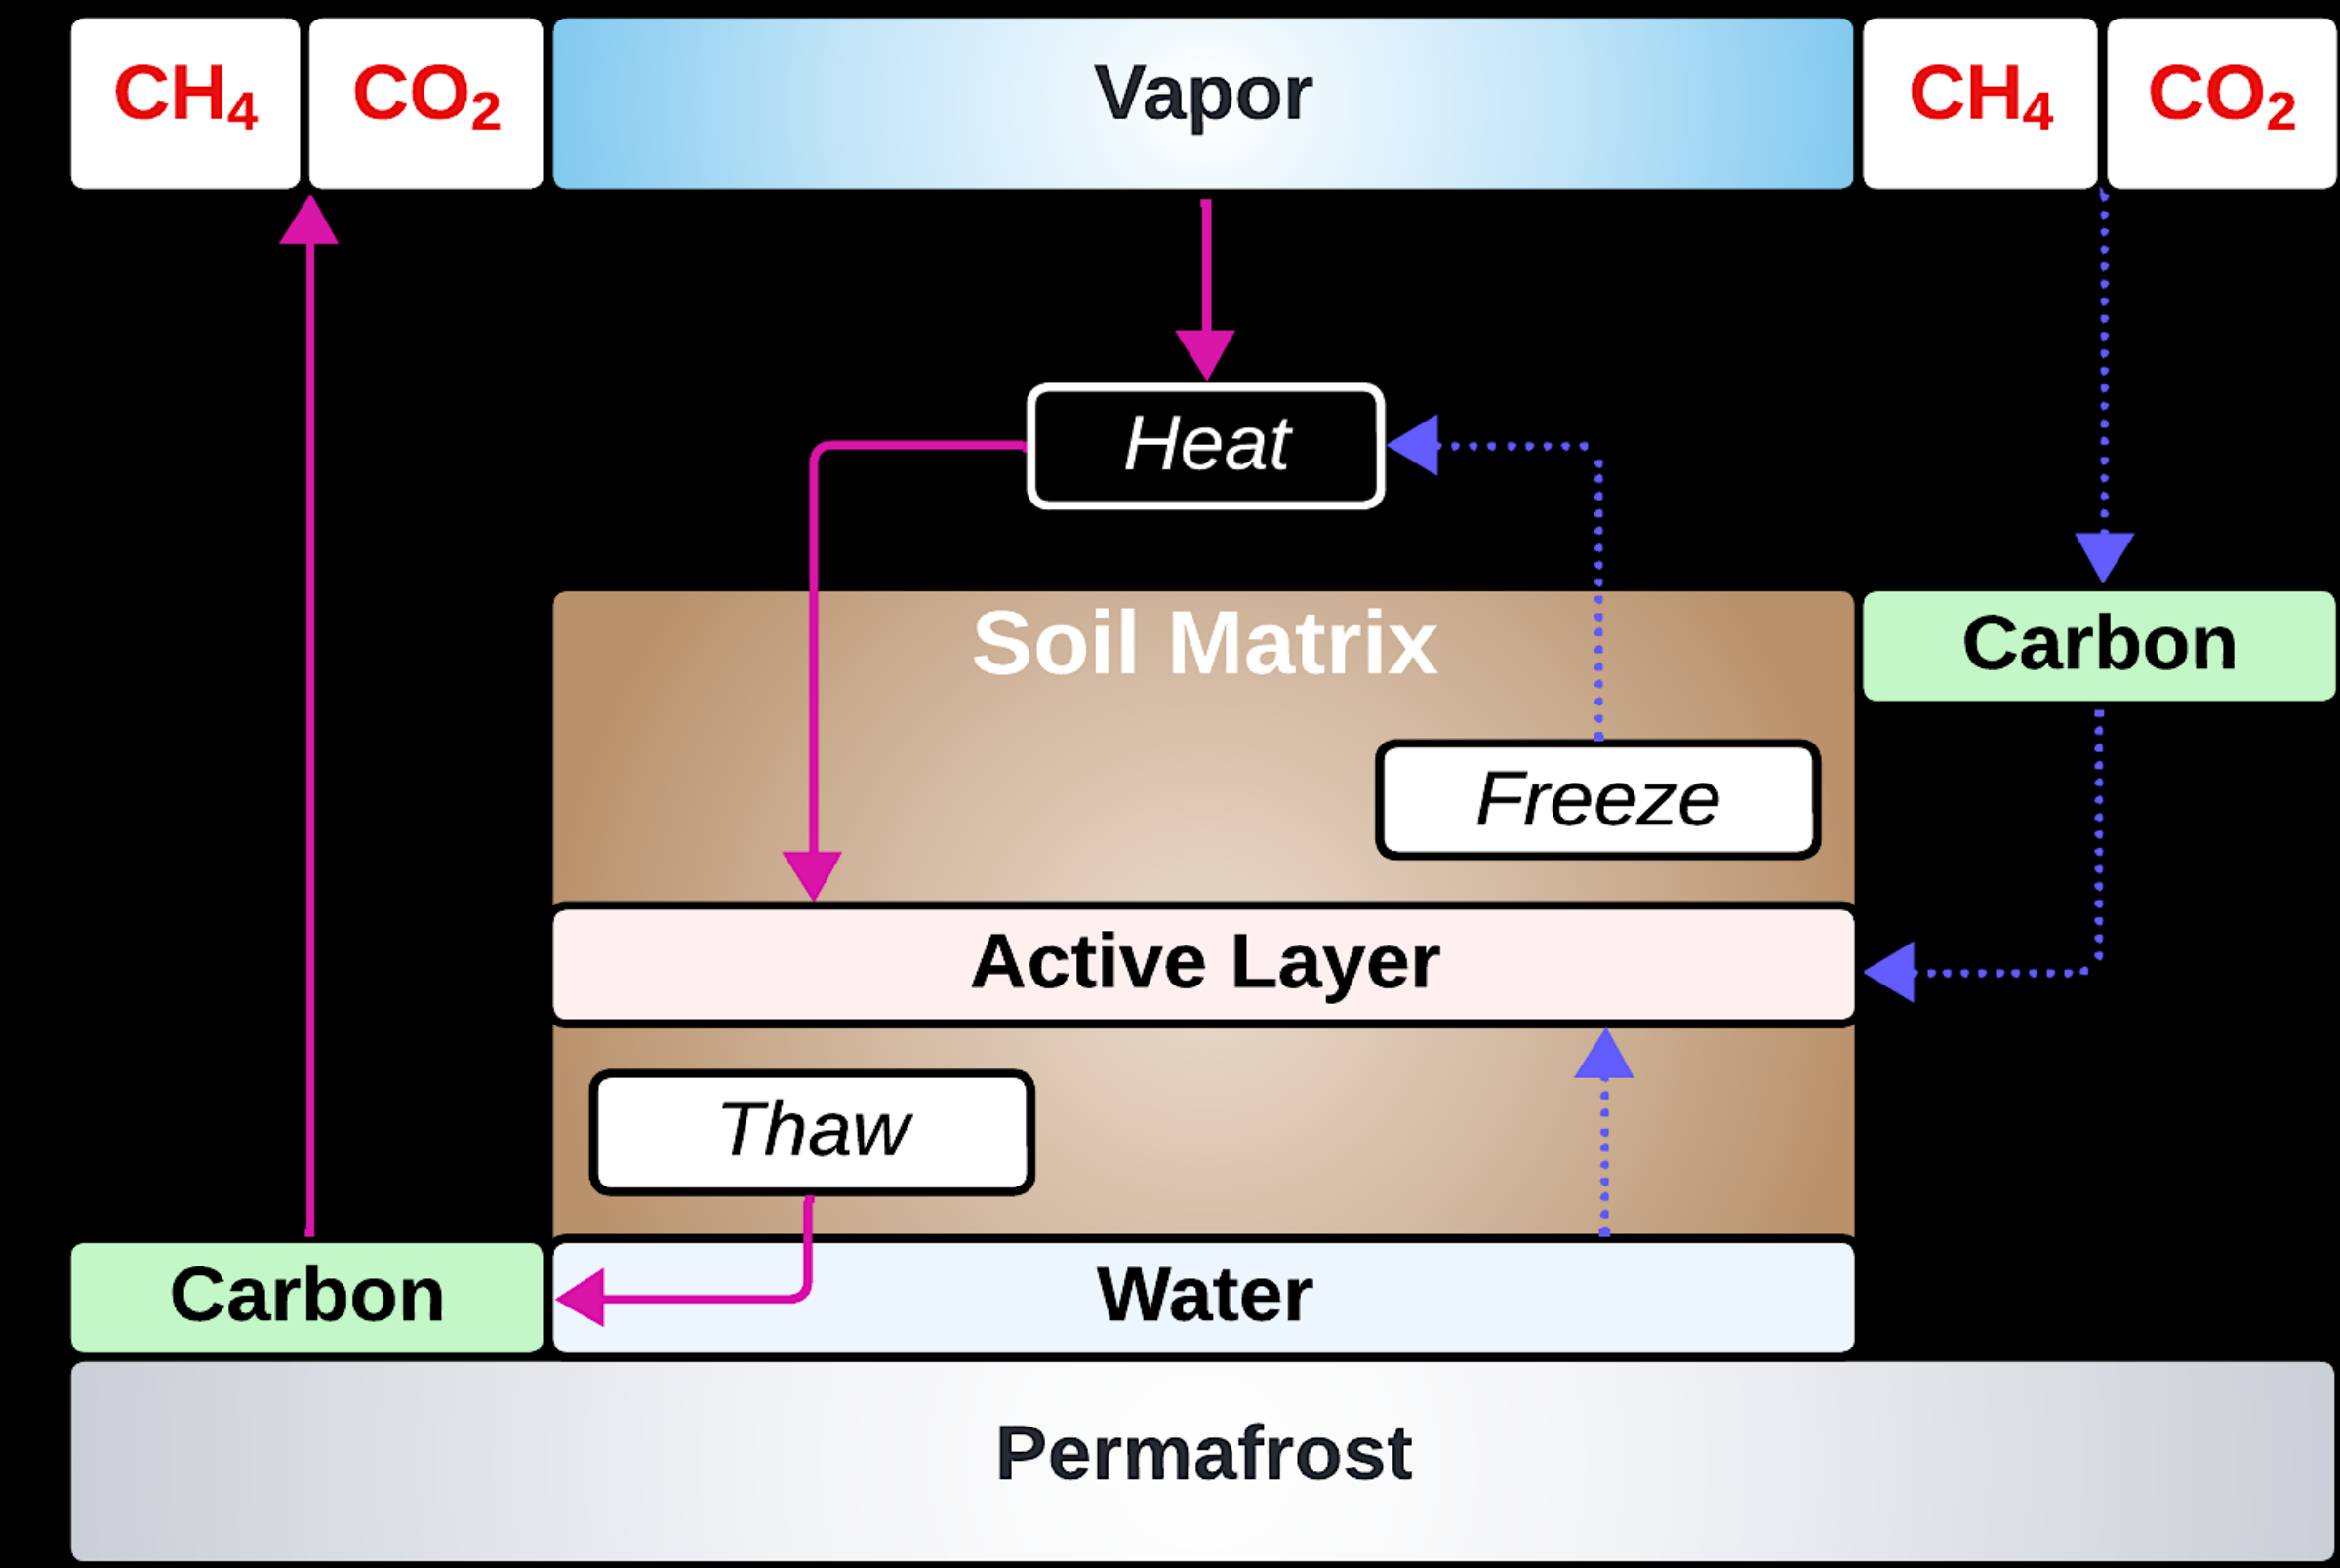 CH₄ CO₂ Vapor CH₄ CO₂
Heat
Soil Matrix
Carbon
Freeze
Active Layer
Thaw
Carbon
Water
Permafrost